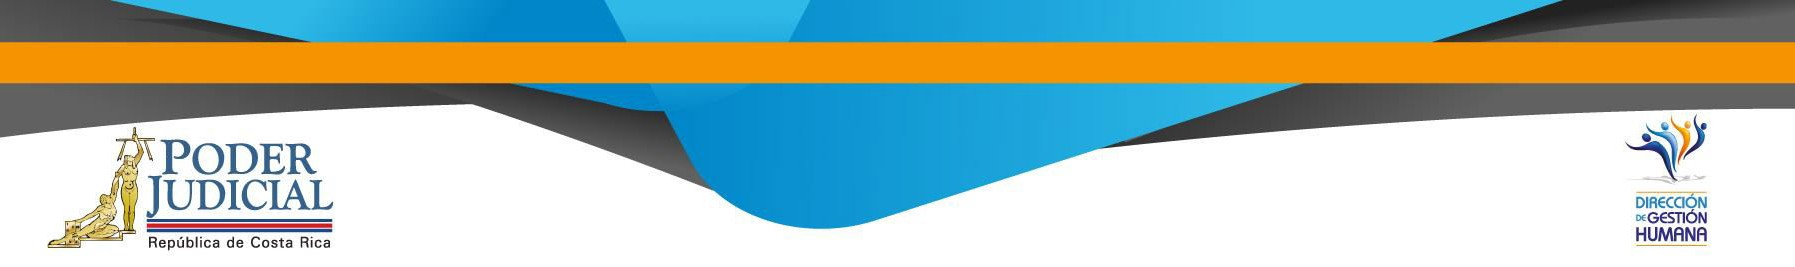 PODER
JUDICIAL
República de Costa Rica
DIRECCIÓN
DE GESTIÓN
HUMANA